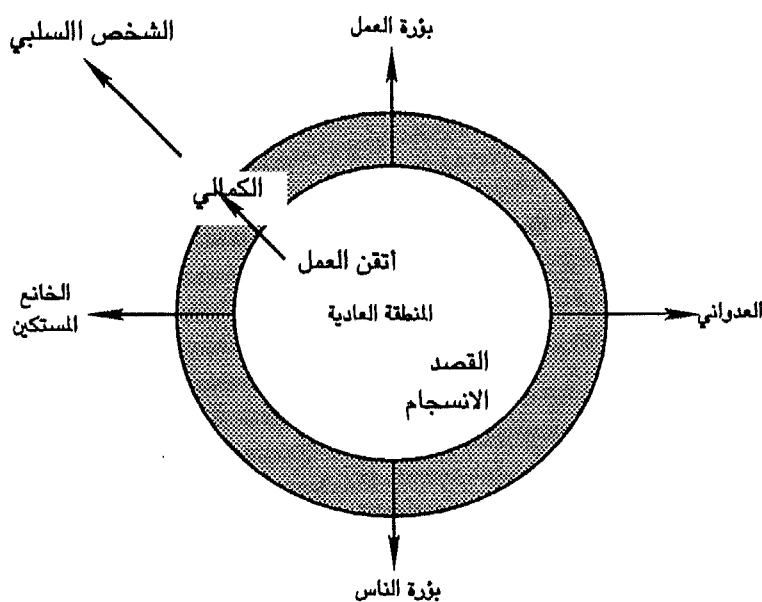 بؤرة العمل
الشخص االسلبي
الكمالي
أتقن العمل
الخانع
المستكين
المنطقة العادية
العدواني
القصد
الانسجام
بؤرة الناس